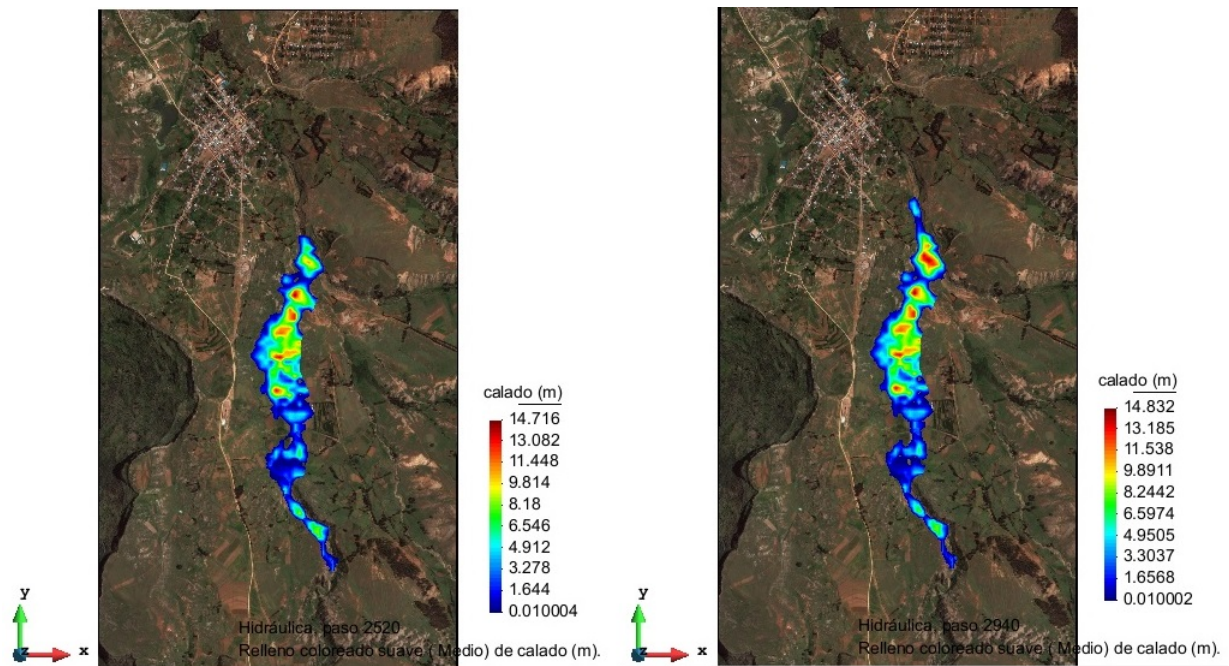 calado (m)
14.716
13.082
11.448
9.814
8.18
6.546
4.912
3.278
1.644
0.010004
y
z
x
Hidráulica, paso 2520
Relleno coloreado suave ( Medio) de calado (m).
calado (m)
14.832
13.185
11.538
9.8911
8.2442
6.5974
4.9505
3.3037
1.6568
0.010002
y
z
x
Hidráulica, paso 2940
Relleno coloreado suave ( Medio) de calado (m).